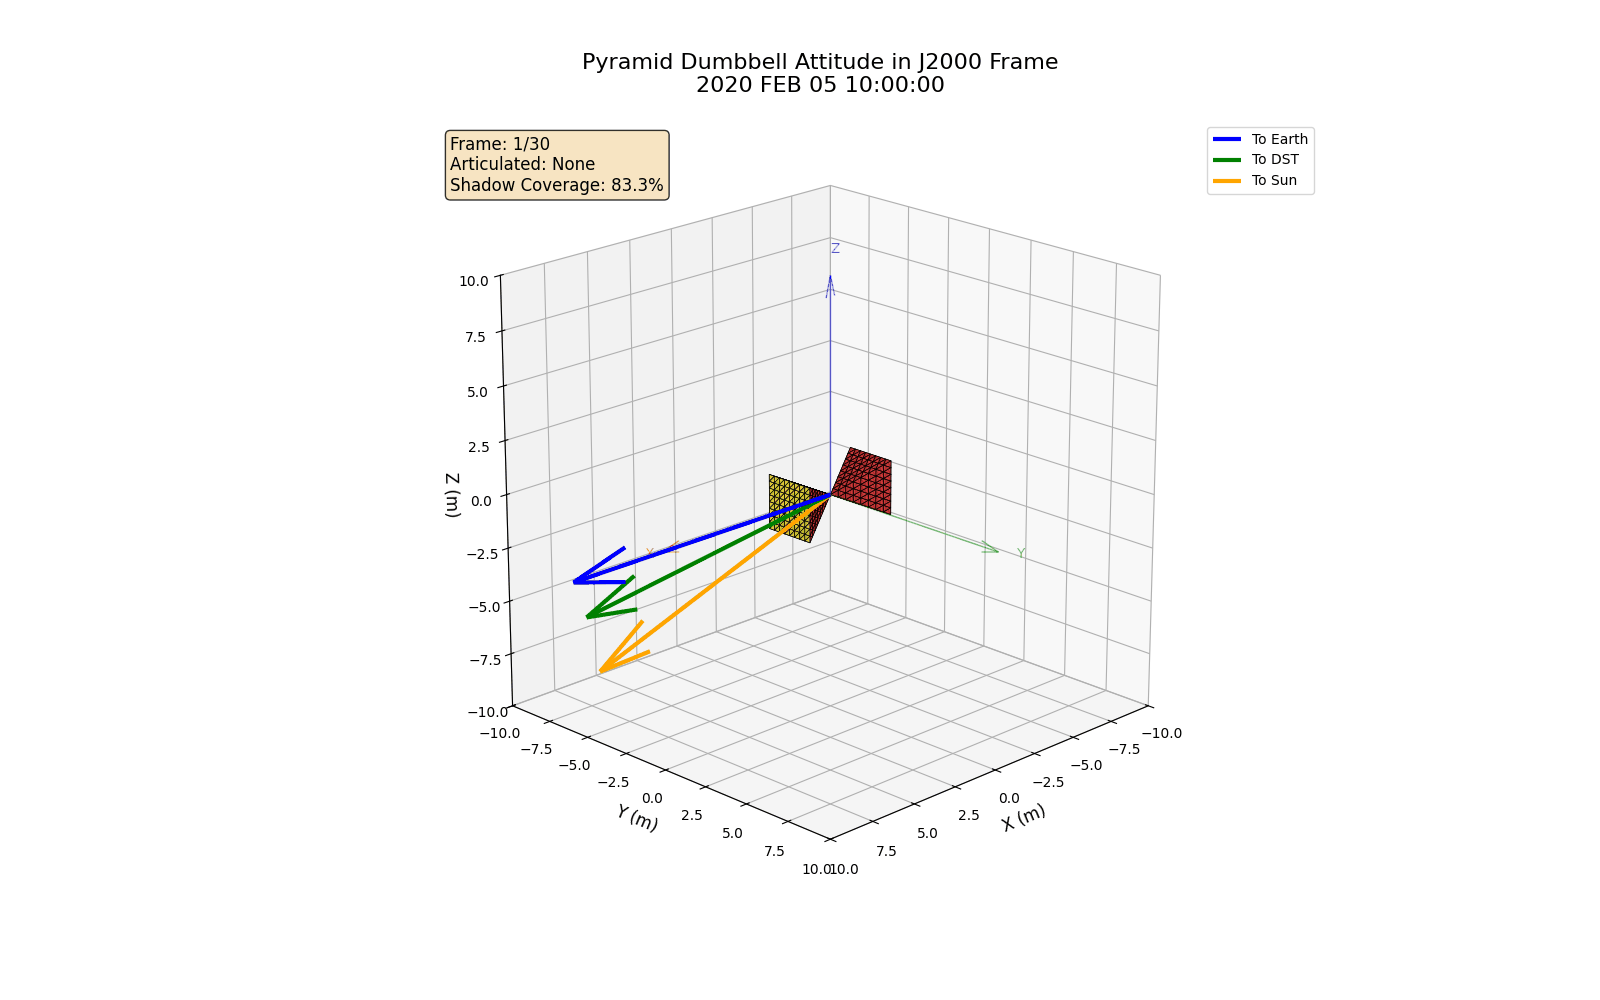 Pyramid Dumbbell Attitude in J2000 Frame
2020 FEB 05 10:00:00
Frame: 1/30
Articulated: None
Shadow Coverage: 83.3%
To Earth
To DST
To Sun
Z
X
Y
10.0
7.5
5.0
2.5
0.0
−2.5
−5.0
−7.5
−10.0
Z (m)
−10.0
−7.5
−5.0
−2.5
0.0
2.5
5.0
7.5
10.0
Y (m)
−10.0
−7.5
−5.0
−2.5
0.0
2.5
5.0
7.5
10.0
X (m)